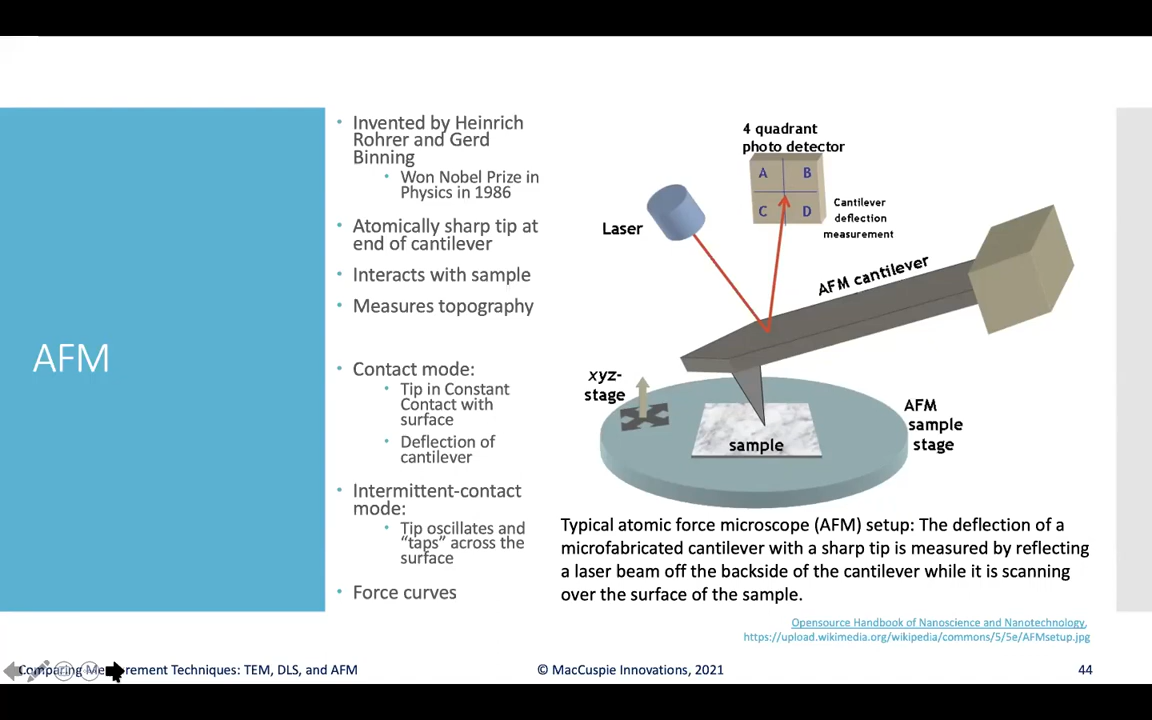 AFM
Invented by Heinrich
Rohrer and Gerd
Binning
Won Nobel Prize in
Physics in 1986
Atomically sharp tip at
end of cantilever
Interacts with sample
Measures topography
Contact mode:
Tip in Constant
Contact with
surface
Deflection of
cantilever
Intermittent-contact
mode:
Tip oscillates and
“taps” across the
surface
Force curves
4 quadrant
photo detector
A B
C D
Cantilever
deflection
measurement
Laser
AFM cantilever
xyz-
stage
AFM
sample
stage
sample
Typical atomic force microscope (AFM) setup: The deflection of a
microfabricated cantilever with a sharp tip is measured by reflecting
a laser beam off the backside of the cantilever while it is scanning
over the surface of the sample.
Opensource Handbook of Nanoscience and Nanotechnology,
https://upload.wikimedia.org/wikipedia/commons/5/5e/AFMsetup.jpg
Comparing Measurement Techniques: TEM, DLS, and AFM
© MacCuspie Innovations, 2021
44